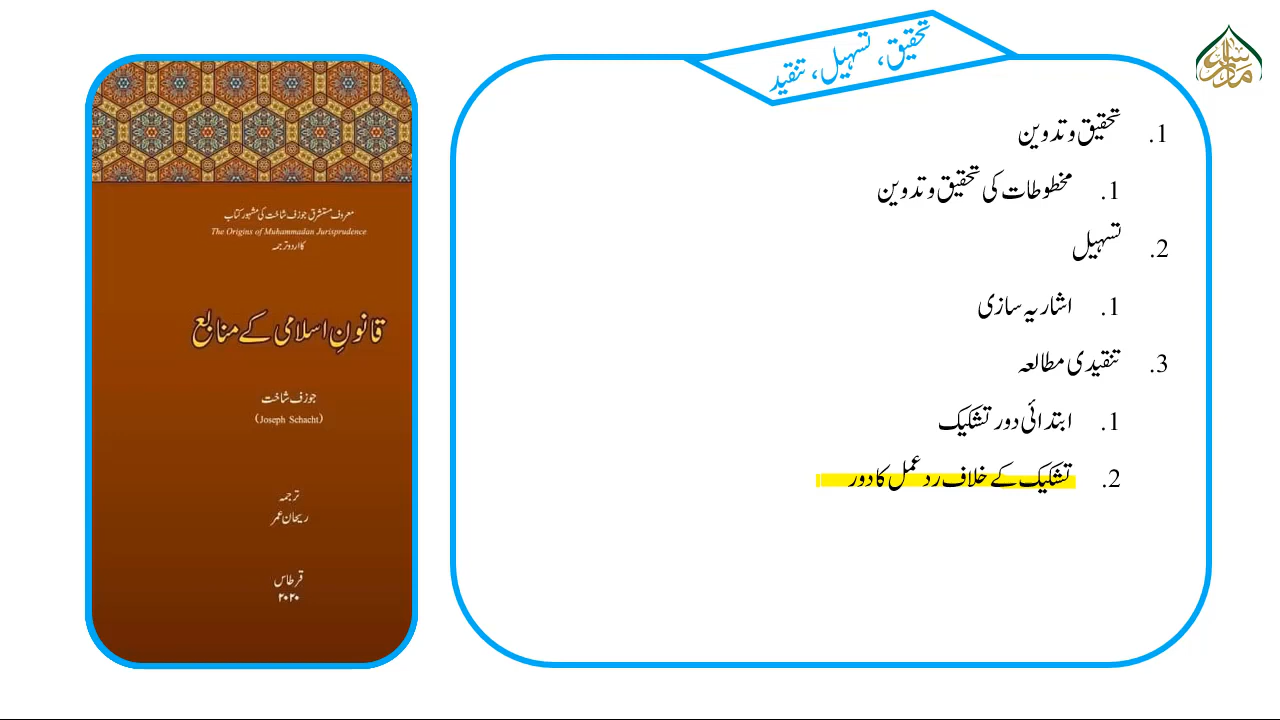 تحقیق، تسہیل، تنقید
1. تحقیق و تدوین
1. مخطوطات کی تحقیق و تدوین
2. تسہیل
1. اشاریہ سازی
3. تنقیدی مطالعہ
1. ابتدائی دور تشکیک
2. تشکیک کے خلاف رد عمل کا دور
معروف مستشرق جوزف شاخت کی مشہور کتاب
The Origins of Muhammadan Jurisprudence
کا اردو ترجمہ
قانونِ اسلامی کے منابع
جوزف شاخت
(Joseph Schacht)
ترجمہ
ریحان عمر
قرطاس
۲۰۲۰